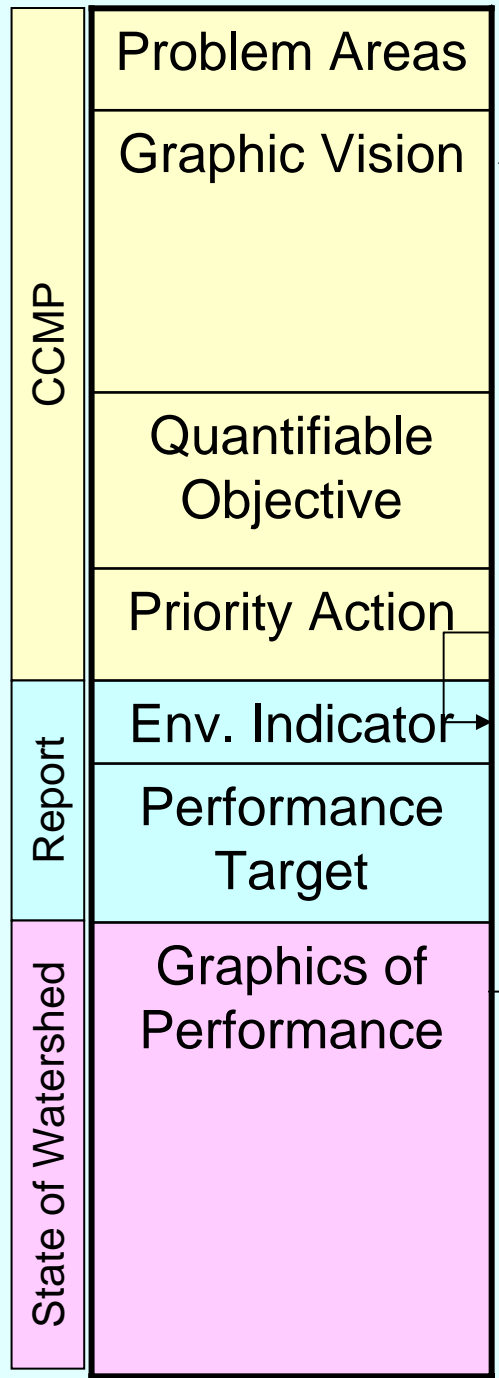 CCMP
Problem Areas
Graphic Vision
Quantifiable
Objective
Priority Action
Report
Env. Indicator
Performance
Target
State of Watershed
Graphics of
Performance